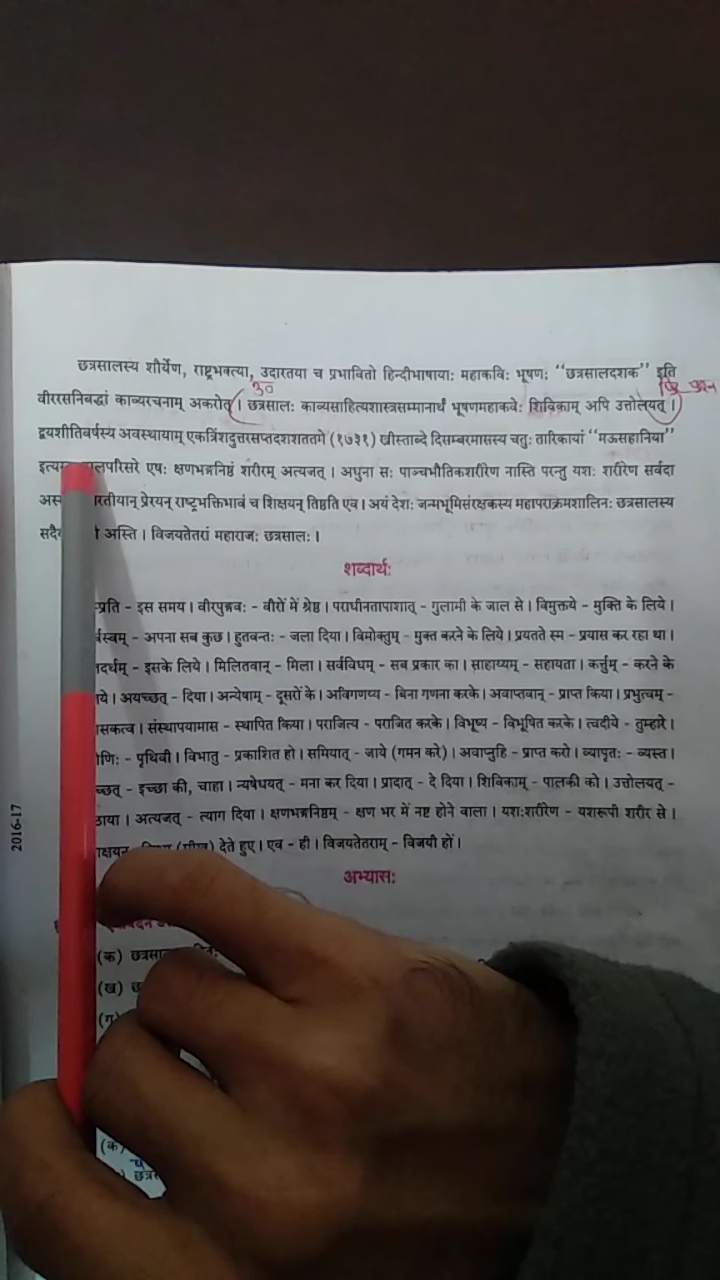 छत्रसालस्य शौर्येण, राष्ट्रभक्त्या, उदारतया च प्रभावितो हिन्दीभाषायाः महाकविः भूषणः “छत्रसालदशक” इति
वीररसनिबद्धां काव्यरचनाम् अकरोत् । छत्रसालः काव्यसाहित्यशास्त्रसम्मानार्थं भूषणमहाकवेः शिविकाम् अपि उत्तोलयत् ।
द्वयशीतिवर्षस्य अवस्थायाम् एकत्रिंशदुत्तरसप्तदशशततमे (१७३१) ख्रीस्ताब्दे दिसम्बरमासस्य चतुः तारिकायां “मऊसहानिया”
परिसरे एषः क्षणभङ्गनिष्ठं शरीरम् अत्यजत् । अधुना सः पाञ्चभौतिकशरीरेण नास्ति परन्तु यशः शरीरेण सर्वदा
रतीयान् प्रेरयन् राष्ट्रभक्तिभावं च शिक्षयन् तिष्ठति एव । अयं देशः जन्मभूमिसंरक्षकस्य महापराक्रमशालिनः छत्रसालस्य
अस्ति । विजयतेतरां महाराजः छत्रसालः ।
शब्दार्थः
प्रति - इस समय । वीरपुङ्गवः - वीरों में श्रेष्ठ । पराधीनतापाशात् - गुलामी के जाल से । विमुक्तये - मुक्ति के लिये ।
र्वस्वम् - अपना सब कुछ । हुतवन्तः - जला दिया । विमोक्तुम् - मुक्त करने के लिये । प्रयतते स्म - प्रयास कर रहा था ।
तदर्थम् - इसके लिये । मिलितवान् - मिला । सर्वविधम् - सब प्रकार का । साहाय्यम् - सहायता । कर्त्तुम् - करने के
ये । अयच्छत् - दिया । अन्येषाम् - दूसरों के । अविगणय्य - बिना गणना करके । अवाप्तवान् - प्राप्त किया । प्रभुत्वम् -
सकत्व । संस्थापयामास - स्थापित किया । पराजित्य - पराजित करके । विभूष्य - विभूषित करके । त्वदीये - तुम्हारे ।
णिः - पृथिवी । विभातु - प्रकाशित हो । समियात् - जाये (गमन करे) । अवाप्नुहि - प्राप्त करो । व्यापृतः - व्यस्त ।
च्छत् - इच्छा की, चाहा । न्यषेधयत् - मना कर दिया । प्रादात् - दे दिया । शिविकाम् - पालकी को । उत्तोलयत् -
ठाया । अत्यजत् - त्याग दिया । क्षणभङ्गनिष्ठम् - क्षण भर में नष्ट होने वाला । यशःशरीरेण - यशरूपी शरीर से ।
देते हुए । एव - ही । विजयतेतराम् - विजयी हों ।
2016-17
अभ्यासः
(क)
(ख)
(ग)
(क)